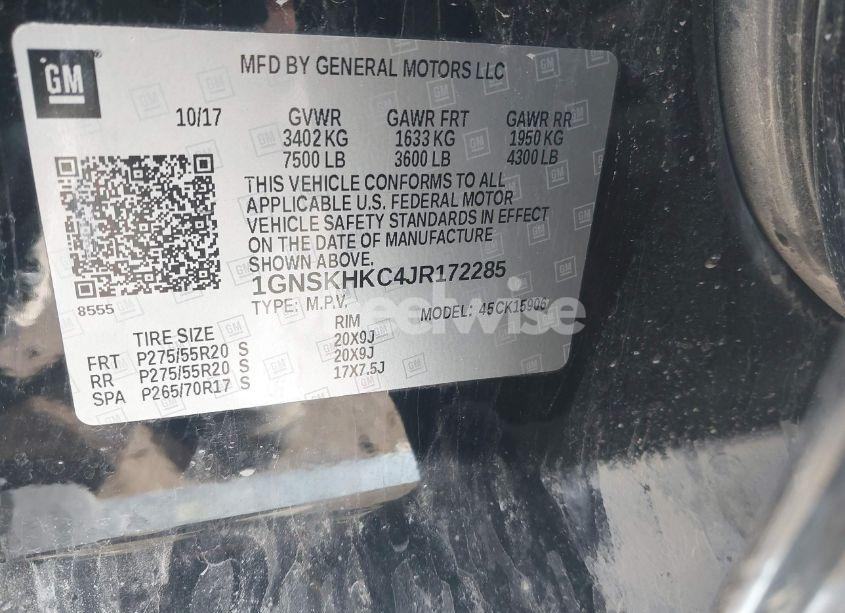 GM
MFD BY GENERAL MOTORS LLC
10/17 GVWR GAWR FRT GAWR RR
3402 KG 1633 KG 1950 KG
7500 LB 3600 LB 4300 LB
THIS VEHICLE CONFORMS TO ALL
APPLICABLE U.S. FEDERAL MOTOR
VEHICLE SAFETY STANDARDS IN EFFECT
ON THE DATE OF MANUFACTURE
SHOWN ABOVE.
1GNSKHKC4JR172285
8555
TYPE: M.P.V. MODEL: 45CK15906
TIRE SIZE RIM
FRT P275/55R20 S 20X9J
RR P275/55R20 S 20X9J
SPA P265/70R17 S 17X7.5J